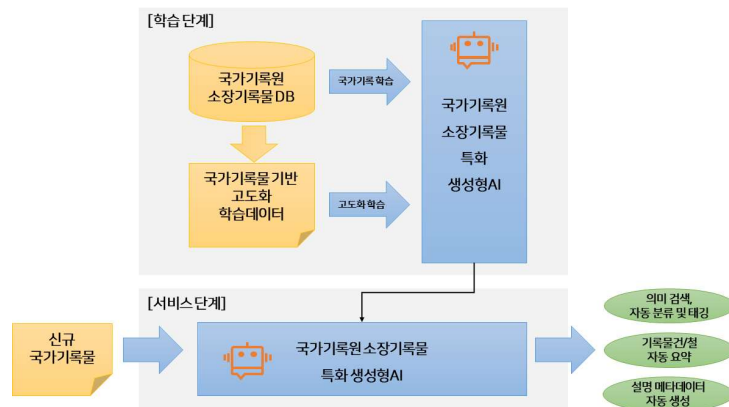 [학습 단계]
국가기록원
소장기록물 DB
국가기록 학습
국가기록원
소장기록물
특화
생성형AI
국가기록물 기반
고도화
학습데이터
고도화 학습
[서비스 단계]
신규
국가기록물
국가기록원 소장기록물
특화 생성형AI
의미 검색,
자동 분류 및 태깅
기록물건/철
자동 요약
설명 메타데이터
자동 생성